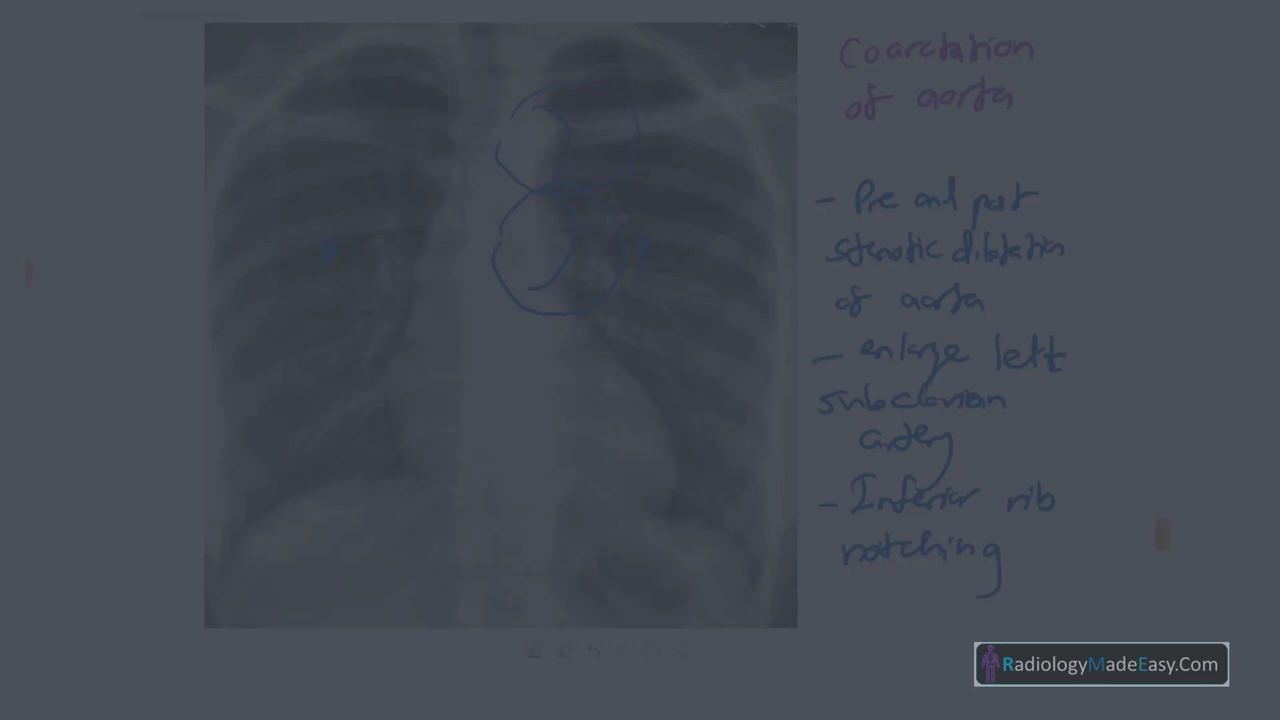 Coarctation
of aorta
- Pre and post
stenotic dilatation
of aorta
- enlarge left
subclavian
artery
- Inferior rib
notching
RadiologyMadeEasy.Com